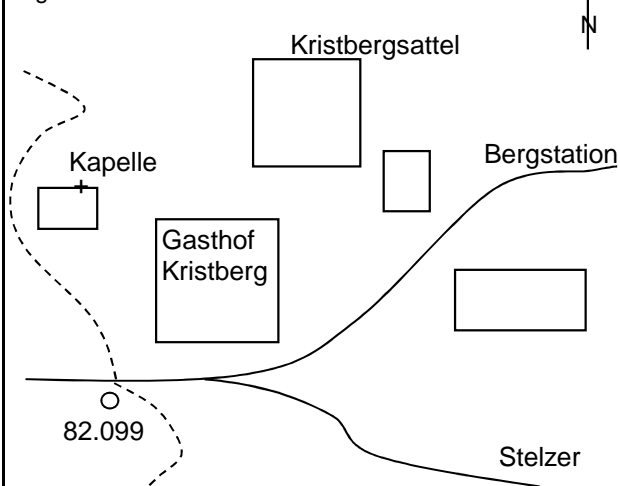 N
Kristbergsattel
Kapelle
Bergstation
Gasthof
Kristberg
82.099
Stelzer